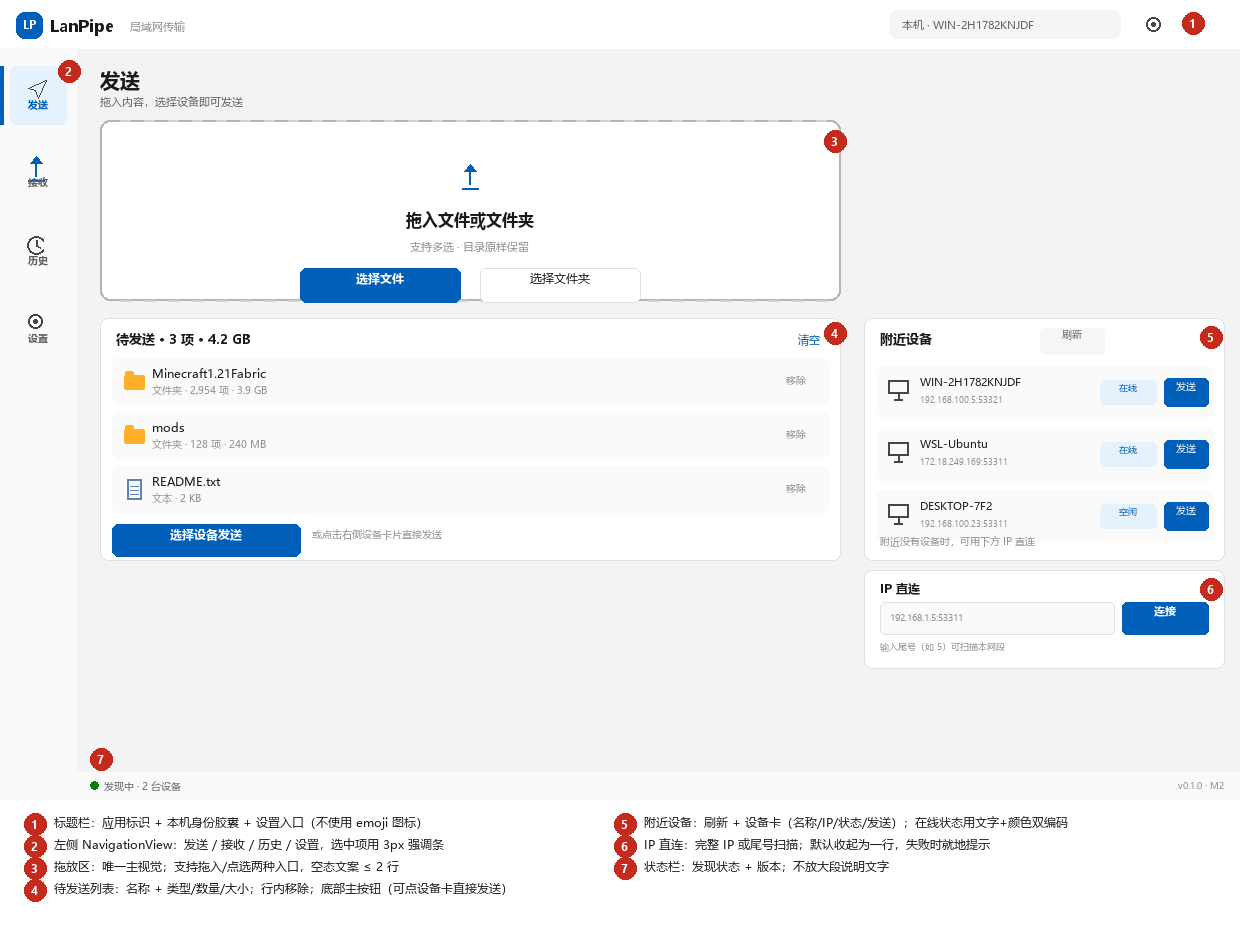 LP LanPipe 局域网传输 本机 · WIN-2H1782KNJDF 1
2
发送
接收
历史
设置
发送
拖入内容，选择设备即可发送
3
拖入文件或文件夹
支持多选 · 目录原样保留
选择文件 选择文件夹
待发送 • 3 项 • 4.2 GB 清空 4
Minecraft1.21Fabric
文件夹 · 2,954 项 · 3.9 GB 移除
mods
文件夹 · 128 项 · 240 MB 移除
README.txt
文本 · 2 KB 移除
选择设备发送 或点击右侧设备卡片直接发送
附近设备 刷新 5
WIN-2H1782KNJDF
192.168.100.5:53321 在线 发送
WSL-Ubuntu
172.18.249.169:53311 在线 发送
DESKTOP-7F2
192.168.100.23:53311 空闲 发送
附近没有设备时，可用下方 IP 直连
IP 直连 6
192.168.1.5:53311 连接
输入尾号（如 5）可扫描本网段
7
发现中 · 2 台设备 v0.1.0 · M2
1 标题栏：应用标识 + 本机身份胶囊 + 设置入口（不使用 emoji 图标）
2 左侧 NavigationView：发送 / 接收 / 历史 / 设置，选中项用 3px 强调条
3 拖放区：唯一主视觉；支持拖入/点选两种入口，空态文案 ≤ 2 行
4 待发送列表：名称 + 类型/数量/大小；行内移除；底部主按钮（可点设备卡直接发送）
5 附近设备：刷新 + 设备卡（名称/IP/状态/发送）；在线状态用文字+颜色双编码
6 IP 直连：完整 IP 或尾号扫描；默认收起为一行，失败时就地提示
7 状态栏：发现状态 + 版本；不放大段说明文字